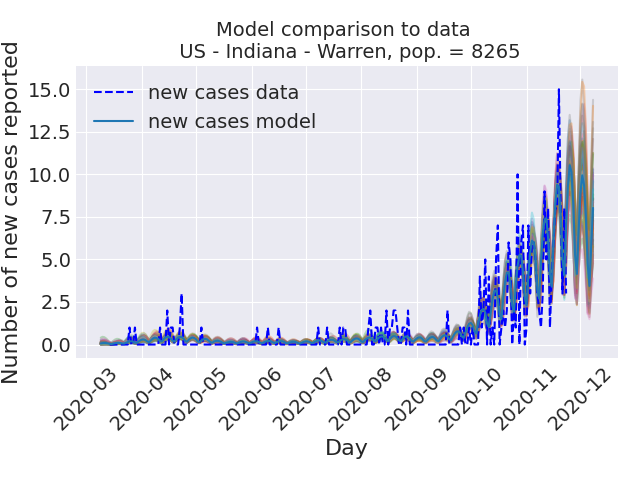 Model comparison to data
US - Indiana - Warren, pop. = 8265
Number of new cases reported
15.0
12.5
10.0
7.5
5.0
2.5
0.0
new cases data
new cases model
2020-03
2020-04
2020-05
2020-06
2020-07
2020-08
2020-09
2020-10
2020-11
2020-12
Day